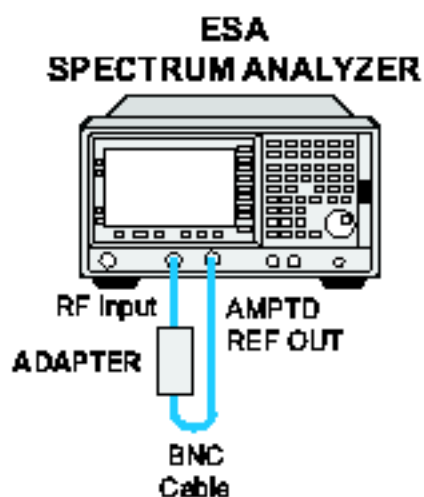 ESA
SPECTRUM ANALYZER
RF Input
AMPTD
REF OUT
ADAPTER
BNC
Cable